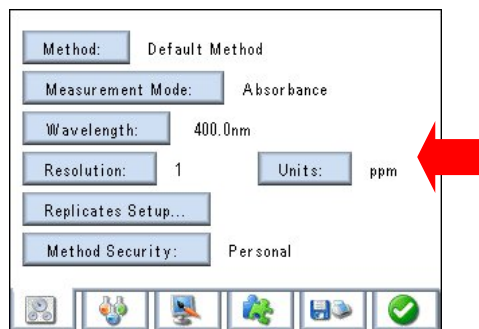 Method: Default Method
Measurement Mode: Absorbance
Wavelength: 400.0nm
Resolution: 1 Units: ppm
Replicates Setup...
Method Security: Personal